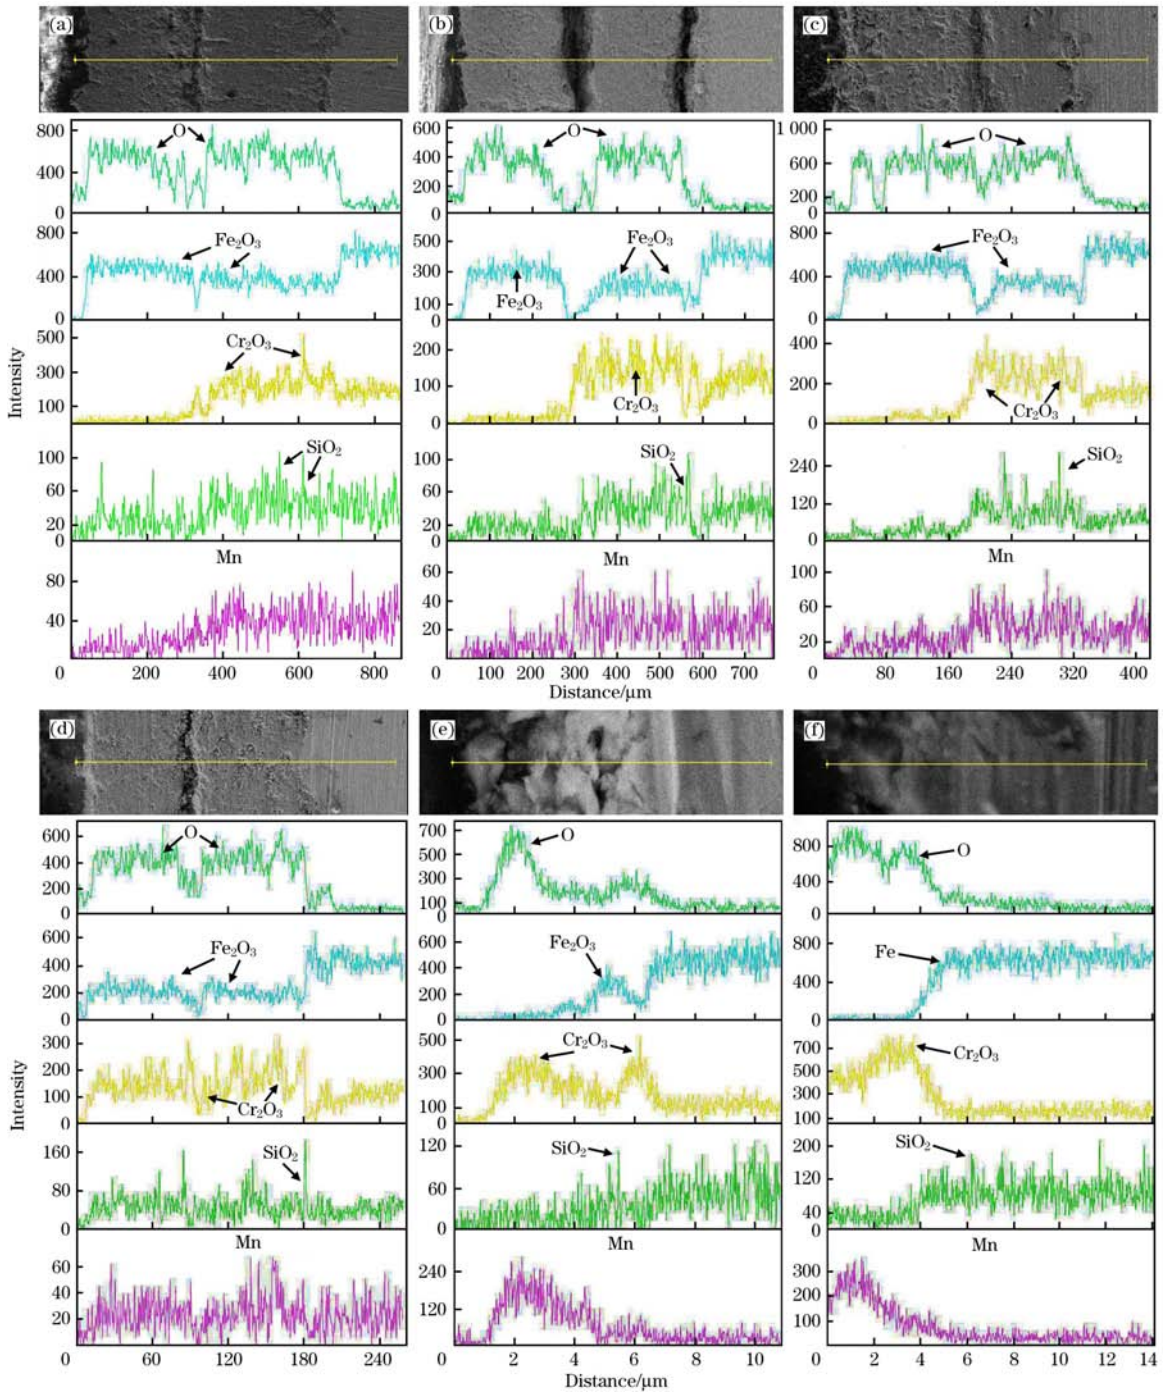 (a) (b) (c)
800 O 600 O 1 000 O
400 400 600
200 200
0 0 0
800 Fe2O3 500 Fe2O3 800 Fe2O3
400 300 400
100 Fe2O3
0 0 0
500 Cr2O3 200 400
300 100 200
100 Cr2O3 Cr2O3
0 0
100 SiO2 100 SiO2 240 SiO2
60 60 120
20 20
0 0 0
Mn Mn Mn
80 60 100
40 40 60
20 20
0 200 400 600 800 0 100 200 300 400 500 600 700 0 80 160 240 320 400
Intensity
Distance/μm
(d) (e) (f)
600 O 700 O O
400 500 800
200 300 400
100
0 0 0
600 Fe2O3 600 Fe2O3 800 Fe
400 400 400
200 200
0 0 0
300 500 Cr2O3 700 Cr2O3
200 300 500
100 Cr2O3 100 300
100
0 0 0
160 SiO2 120 SiO2 200 SiO2
80 60 120
40
0 0 0
Mn Mn Mn
60 240 300
40 120 200
20 100
0 60 120 180 240 0 2 4 6 8 10 0 2 4 6 8 10 12 14
Intensity
Distance/μm